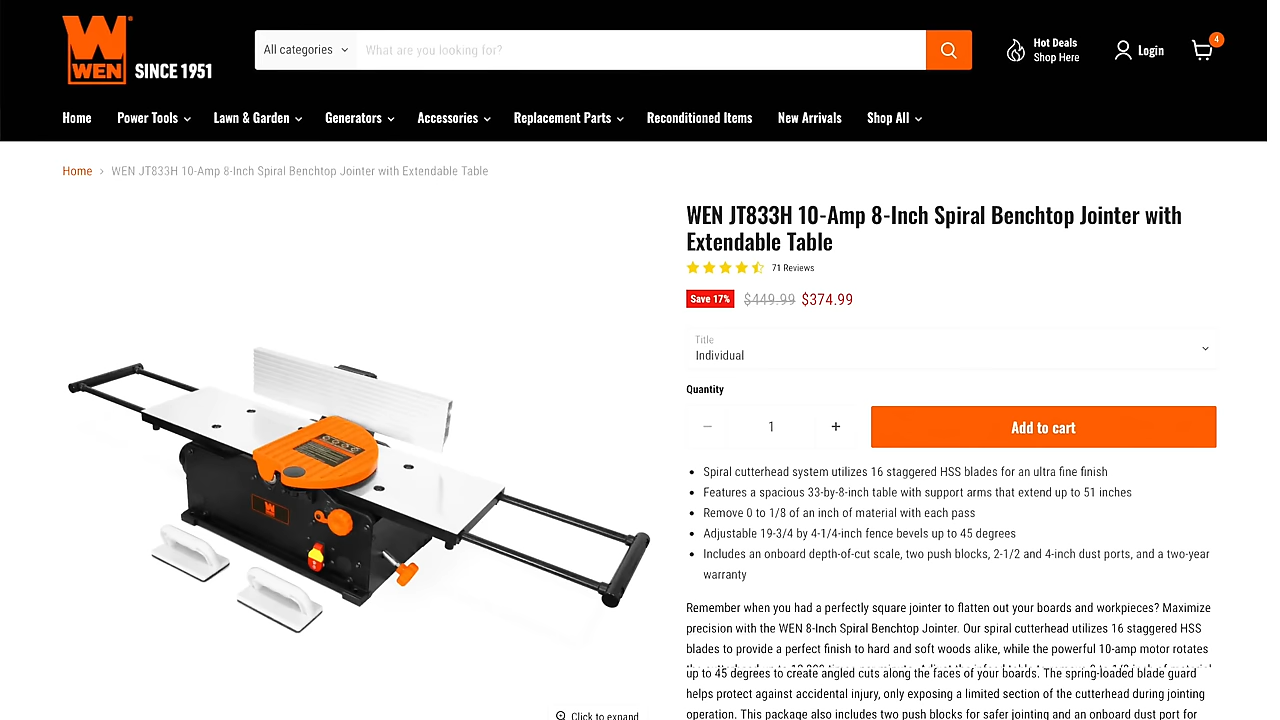 WEN
SINCE 1951
All categories
What are you looking for?
Hot Deals
Shop Here
Login
4
Home
Power Tools
Lawn & Garden
Generators
Accessories
Replacement Parts
Reconditioned Items
New Arrivals
Shop All
Home > WEN JT833H 10-Amp 8-Inch Spiral Benchtop Jointer with Extendable Table
WEN JT833H 10-Amp 8-Inch Spiral Benchtop Jointer with
Extendable Table
71 Reviews
Save 17% $449.99 $374.99
Title
Individual
Quantity
− 1 +
Add to cart
• Spiral cutterhead system utilizes 16 staggered HSS blades for an ultra fine finish
• Features a spacious 33-by-8-inch table with support arms that extend up to 51 inches
• Remove 0 to 1/8 of an inch of material with each pass
• Adjustable 19-3/4 by 4-1/4-inch fence bevels up to 45 degrees
• Includes an onboard depth-of-cut scale, two push blocks, 2-1/2 and 4-inch dust ports, and a two-year
warranty
Remember when you had a perfectly square jointer to flatten out your boards and workpieces? Maximize
precision with the WEN 8-Inch Spiral Benchtop Jointer. Our spiral cutterhead utilizes 16 staggered HSS
blades to provide a perfect finish to hard and soft woods alike, while the powerful 10-amp motor rotates
up to 45 degrees to create angled cuts along the faces of your boards. The spring-loaded blade guard
helps protect against accidental injury, only exposing a limited section of the cutterhead during jointing
operation. This package also includes two push blocks for safer jointing and an onboard dust port for
Click to expand